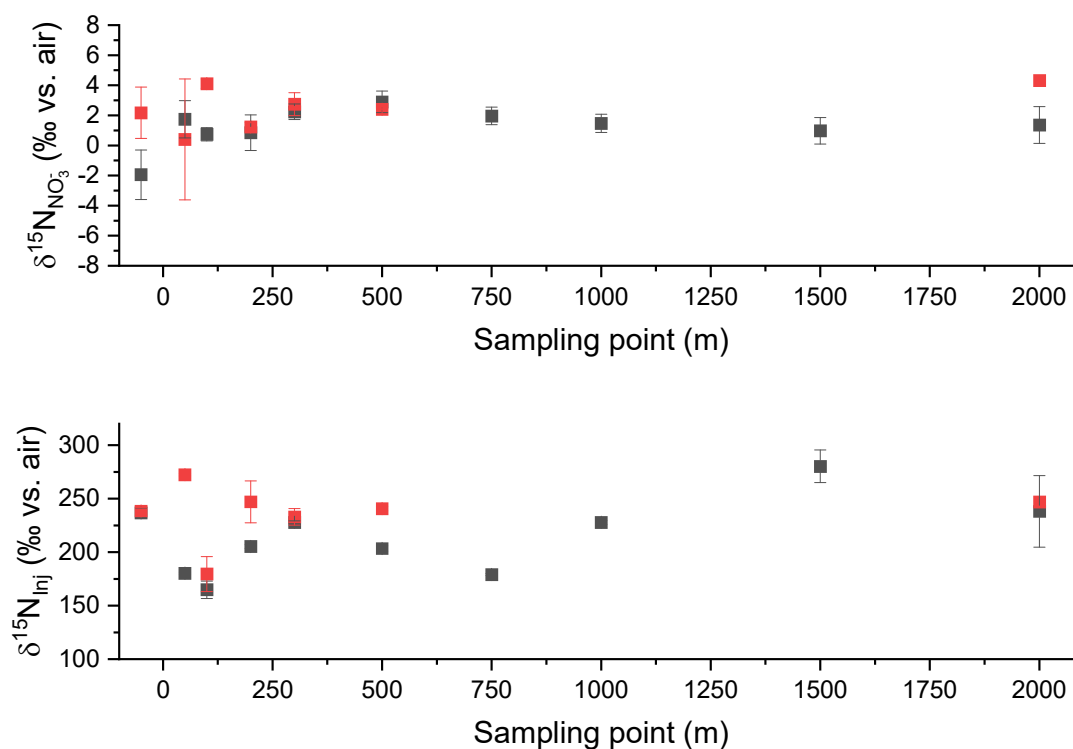 δ¹⁵N_NO₃⁻ (‰ vs. air)
8
6
4
2
0
-2
-4
-6
-8
0 250 500 750 1000 1250 1500 1750 2000
Sampling point (m)
δ¹⁵N_Inj (‰ vs. air)
300
250
200
150
100
0 250 500 750 1000 1250 1500 1750 2000
Sampling point (m)